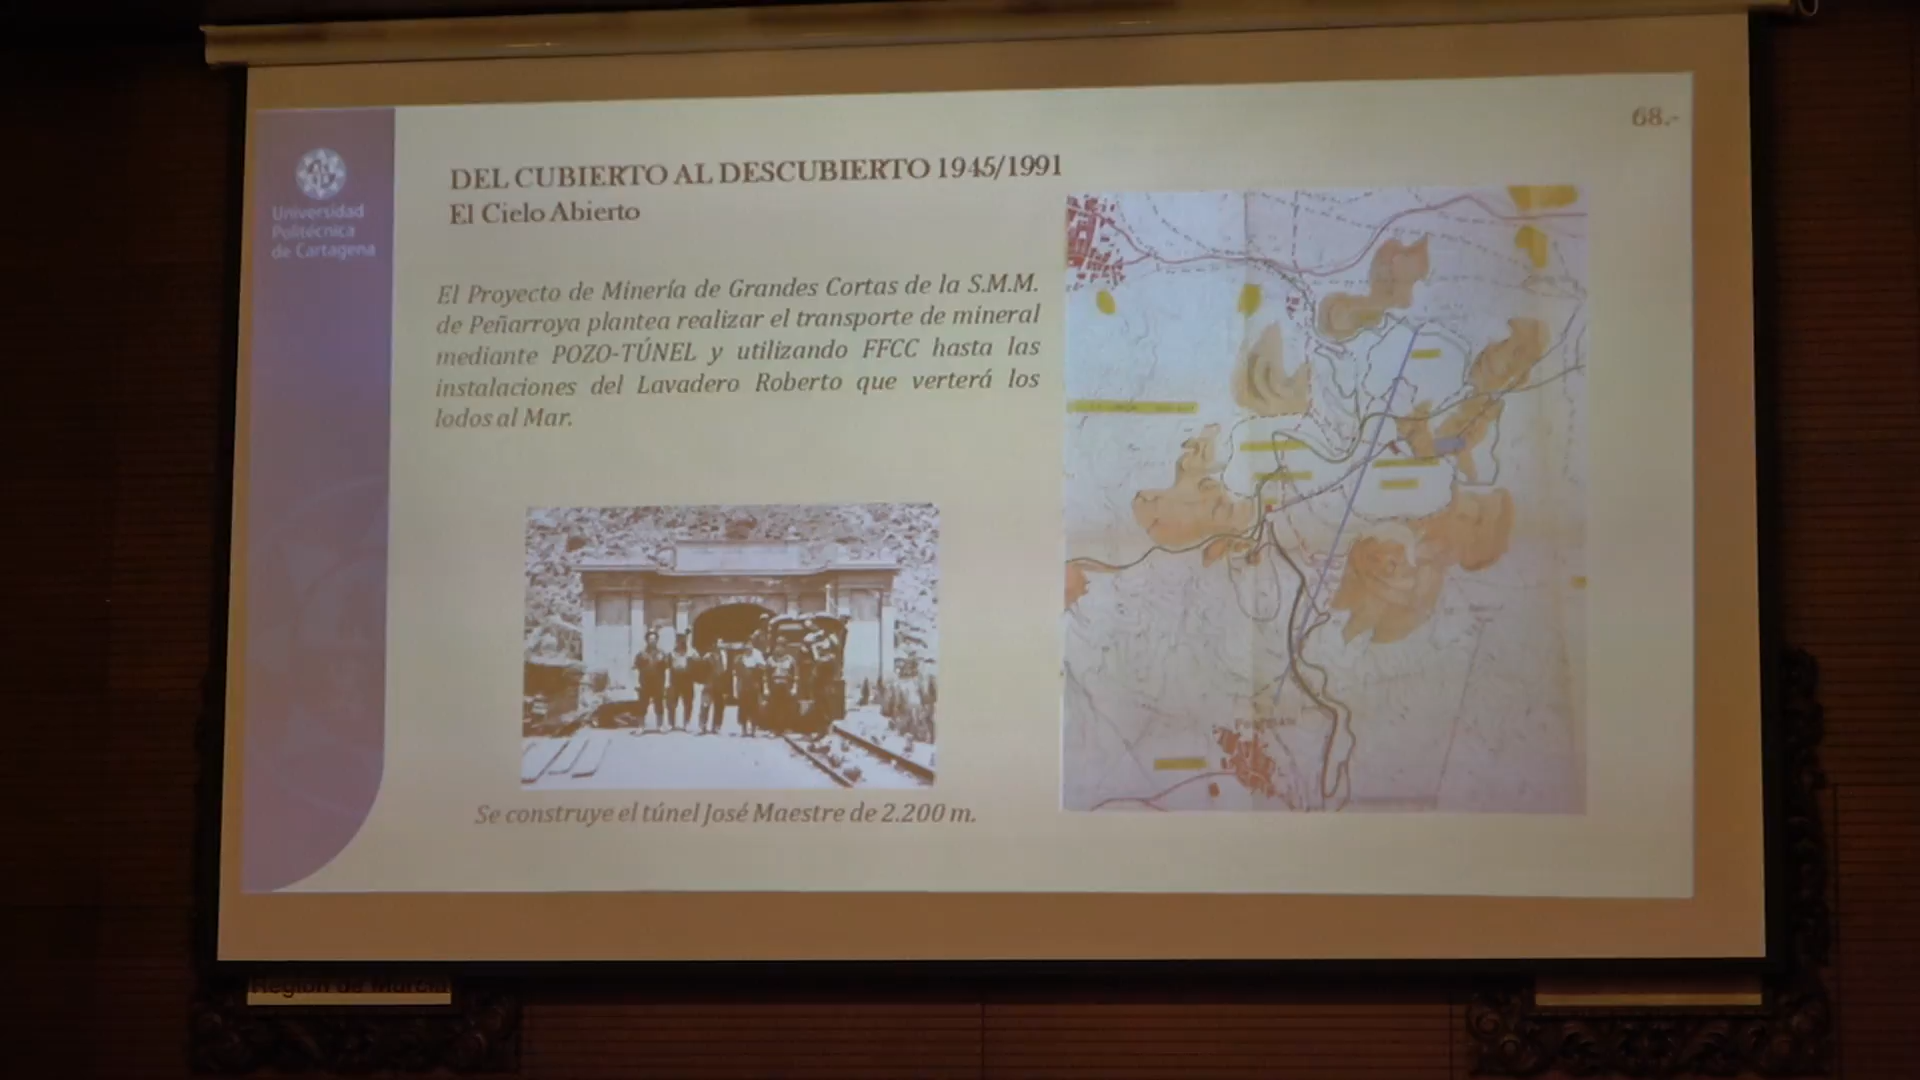 68.-
Universidad
Politécnica
de Cartagena
DEL CUBIERTO AL DESCUBIERTO 1945/1991
El Cielo Abierto
El Proyecto de Minería de Grandes Cortas de la S.M.M.
de Peñarroya plantea realizar el transporte de mineral
mediante POZO-TÚNEL y utilizando FFCC hasta las
instalaciones del Lavadero Roberto que verterá los
lodos al Mar.
Se construye el túnel José Maestre de 2.200 m.
Región de Murcia